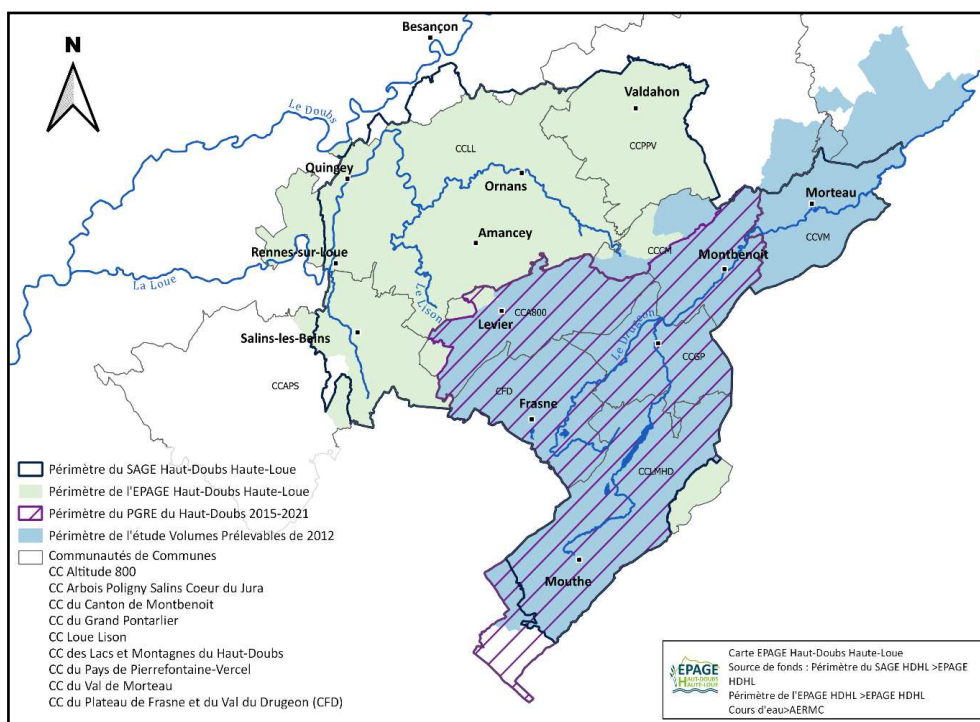 Besançon
N
Valdahon
Le Doubs
CCLL
CCPPV
Quingey
Ornans
Morteau
Amancey
CCVM
CCCM
Rennes-sur-Loue
Montbenoit
La Loue
Le Lison
CCA800
Levier
Le Drugeon
Salins-les-Bains
CCGP
CCAPS
CFD
Frasne
CCLMHD
Périmètre du SAGE Haut-Doubs Haute-Loue
Périmètre de l'EPAGE Haut-Doubs Haute-Loue
Périmètre du PGRE du Haut-Doubs 2015-2021
Périmètre de l'étude Volumes Prélevables de 2012
Communautés de Communes
CC Altitude 800
CC Arbois Poligny Salins Coeur du Jura
CC du Canton de Montbenoit
CC du Grand Pontarlier
CC Loue Lison
CC des Lacs et Montagnes du Haut-Doubs
CC du Pays de Pierrefontaine-Vercel
CC du Val de Morteau
CC du Plateau de Frasne et du Val du Drugeon (CFD)
Mouthe
EPAGE
HAUT-DOUBS
HAUTE-LOUE
Carte EPAGE Haut-Doubs Haute-Loue
Source de fonds : Périmètre du SAGE HDHL >EPAGE
HDHL
Périmètre de l'EPAGE HDHL >EPAGE HDHL
Cours d'eau>AERMC